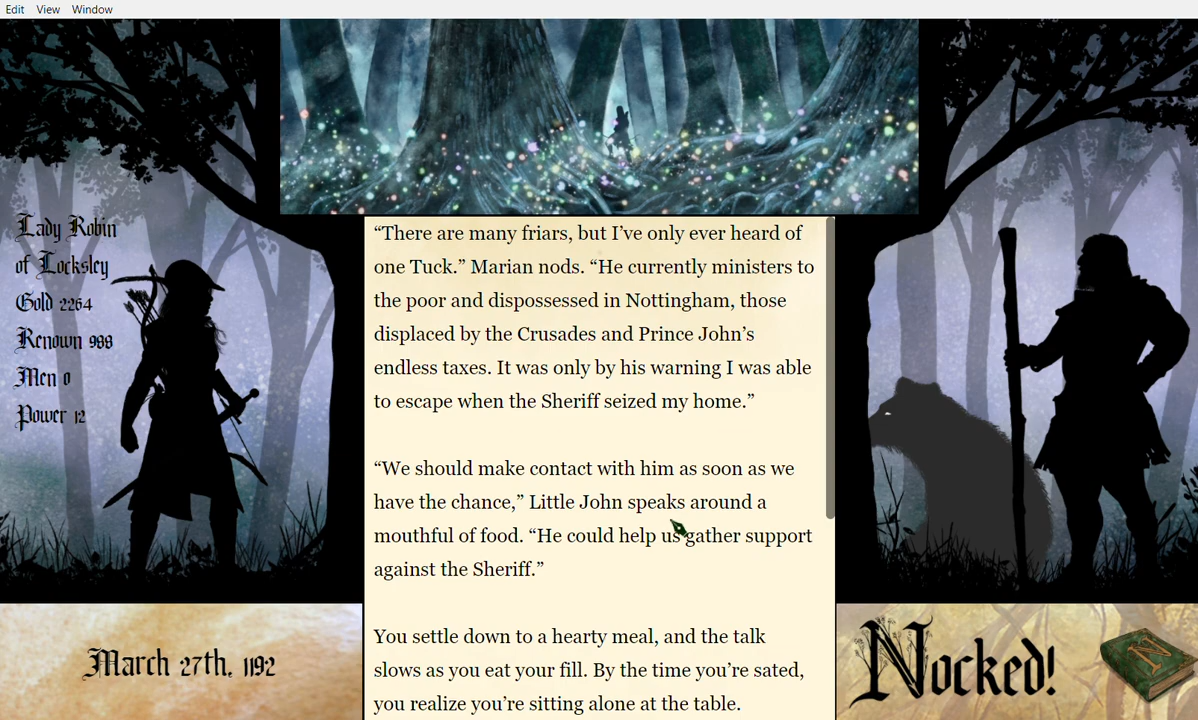 Edit View Window
Lady Robin
of Locksley
Gold 2264
Renown 988
Men 0
Power 12
“There are many friars, but I’ve only ever heard of
one Tuck.” Marian nods. “He currently ministers to
the poor and dispossessed in Nottingham, those
displaced by the Crusades and Prince John’s
endless taxes. It was only by his warning I was able
to escape when the Sheriff seized my home.”
“We should make contact with him as soon as we
have the chance,” Little John speaks around a
mouthful of food. “He could help us gather support
against the Sheriff.”
You settle down to a hearty meal, and the talk
slows as you eat your fill. By the time you’re sated,
you realize you’re sitting alone at the table.
March 27th, 1192
Nocked!
N